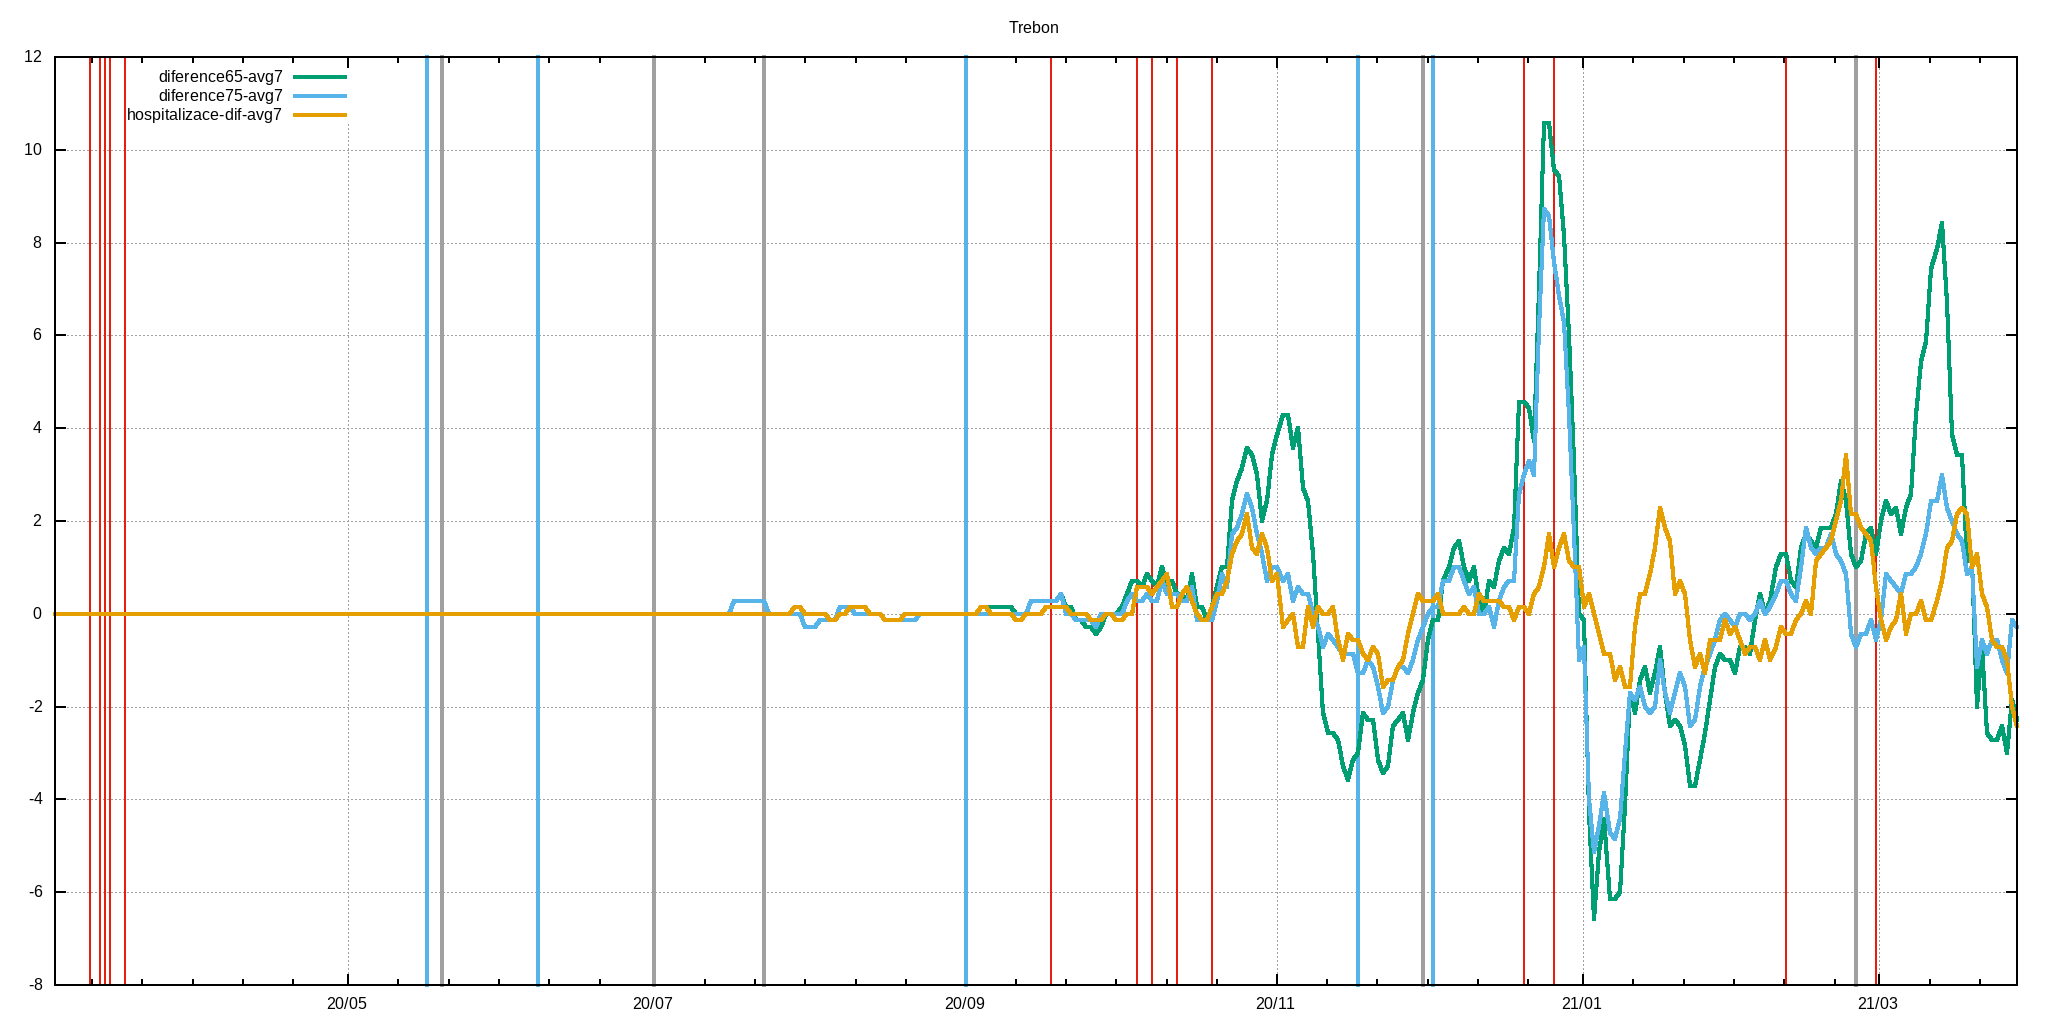 Trebon
12
diference65-avg7
diference75-avg7
hospitalizace-dif-avg7
10
8
6
4
2
0
-2
-4
-6
-8
20/05 20/07 20/09 20/11 21/01 21/03